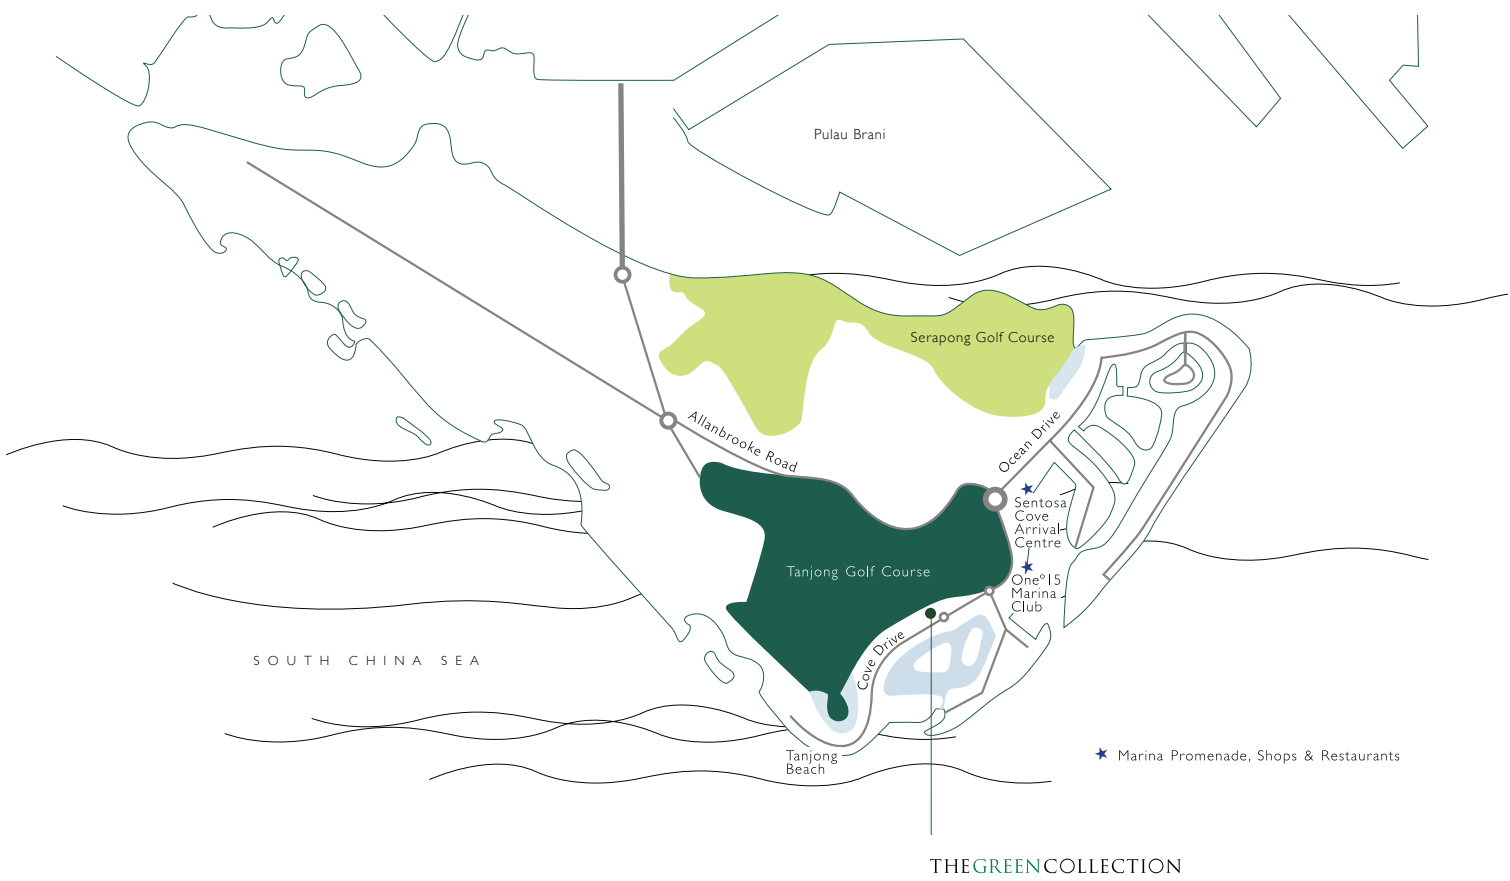 Pulau Brani
Serapong Golf Course
Allanbrooke Road
Ocean Drive
Sentosa
Cove
Arrival
Centre
Tanjong Golf Course
One°15
Marina
Club
Cove Drive
SOUTH CHINA SEA
Tanjong
Beach
Marina Promenade, Shops & Restaurants
THEGREENCOLLECTION